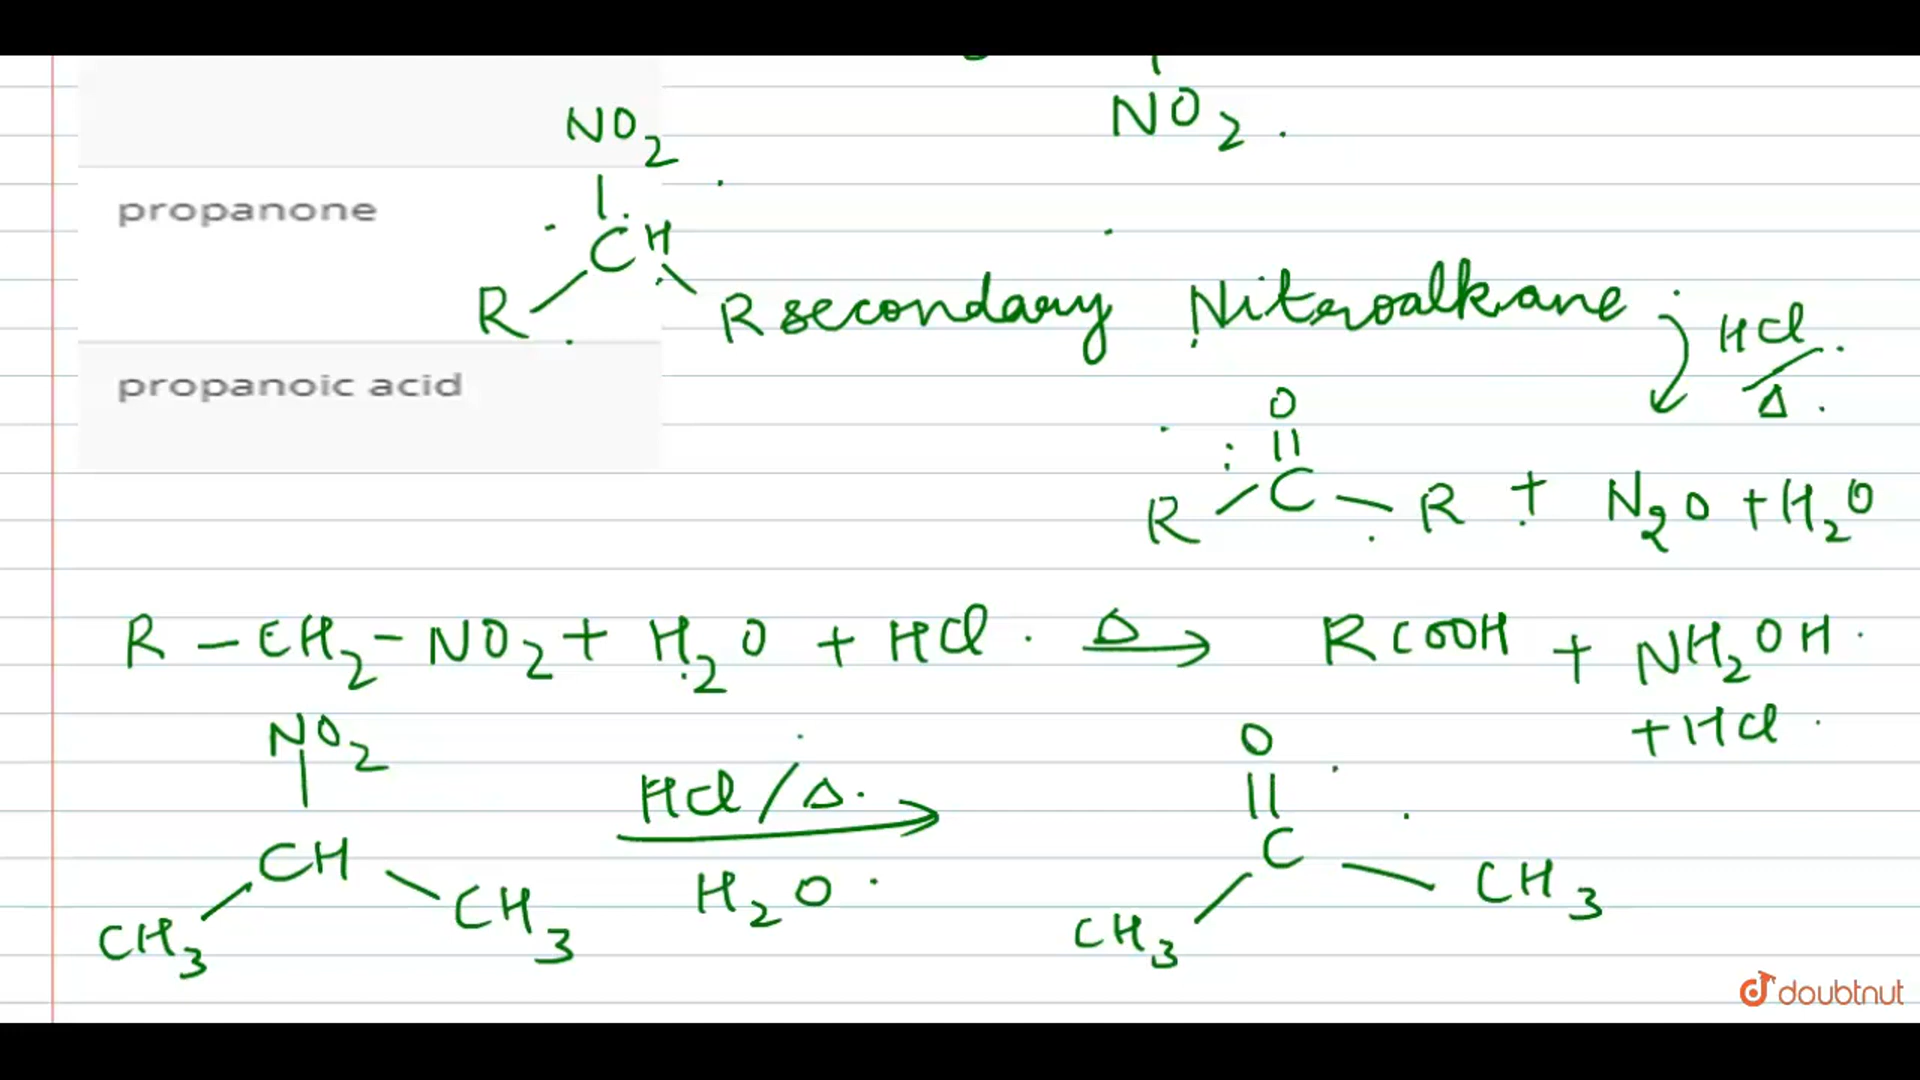 NO2
NO2
propanone
CH
R R secondary Nitroalkane
HCl
Δ
propanoic acid
O
C
R R + N2O + H2O
R - CH2 - NO2 + H2O + HCl Δ RCOOH + NH2OH
+ HCl
NO2
HCl / Δ
O
CH
C
CH3 CH3
H2O
CH3 CH3
doubtnut